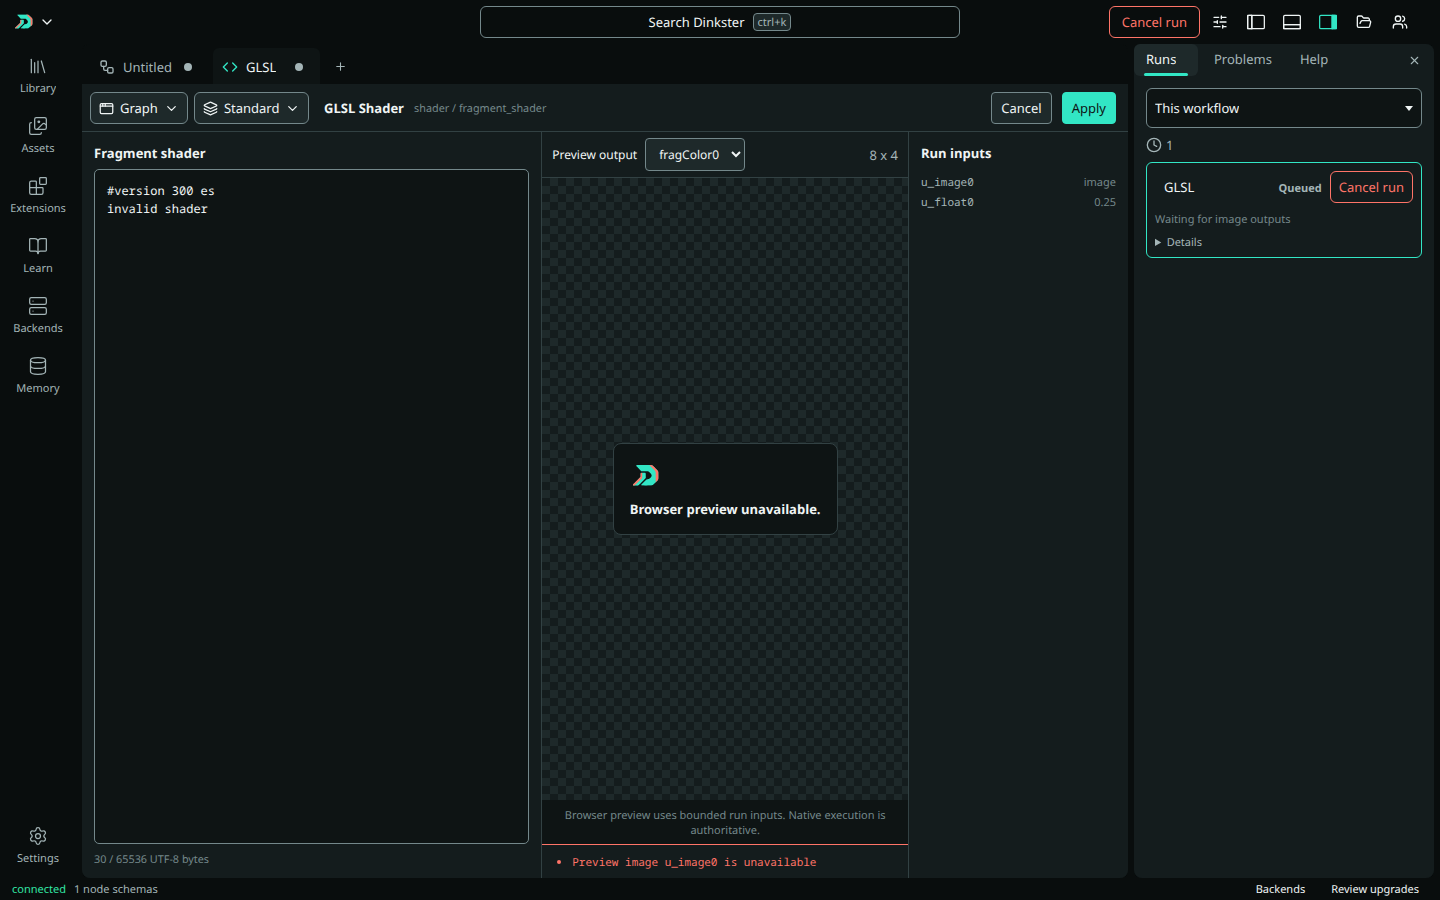 Search Dinkster ctrl+k
Cancel run
Library
Assets
Extensions
Learn
Backends
Memory
Settings
Untitled
GLSL
Graph
Standard
GLSL Shader
shader / fragment_shader
Cancel
Apply
Fragment shader
#version 300 es
invalid shader
30 / 65536 UTF-8 bytes
Preview output
fragColor0
8 x 4
Browser preview unavailable.
Browser preview uses bounded run inputs. Native execution is
authoritative.
Preview image u_image0 is unavailable
Run inputs
u_image0 image
u_float0 0.25
Runs
Problems
Help
This workflow
1
GLSL
Queued
Cancel run
Waiting for image outputs
Details
connected
1 node schemas
Backends
Review upgrades